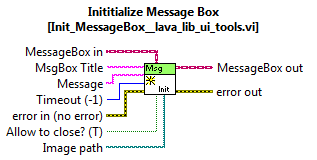 Inititialize Message Box
[Init_MessageBox__lava_lib_ui_tools.vi]
MessageBox in
MsgBox Title
Message
Timeout (-1)
error in (no error)
Allow to close? (T)
Image path
Msg
Init
MessageBox out
error out